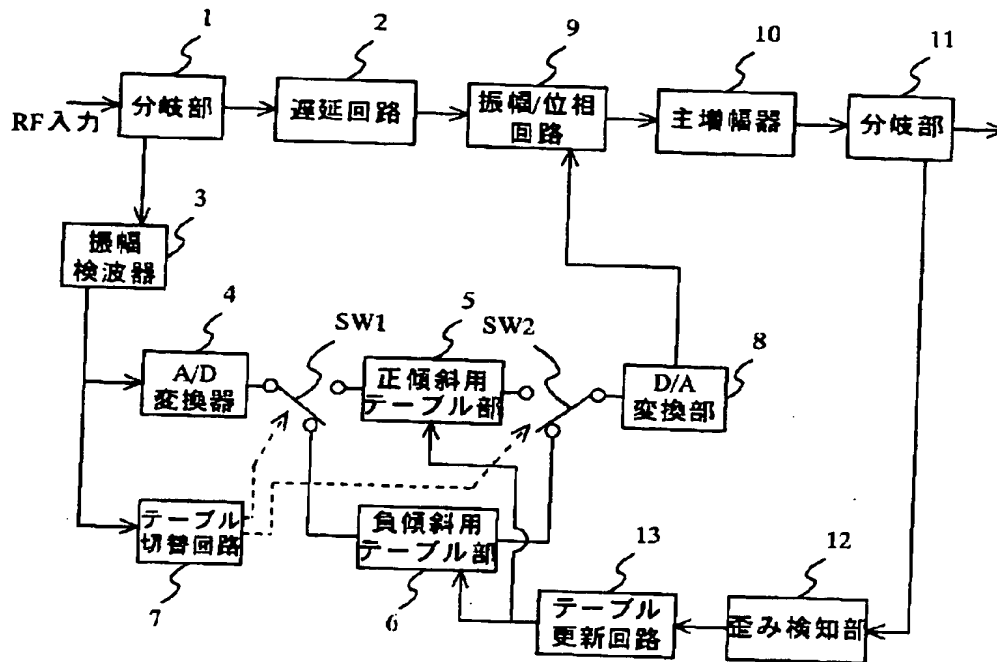 1
2
9
10
11
RF入力
分岐部
遅延回路
振幅/位相
回路
主増幅器
分岐部
3
振幅
検波器
4
SW1
5
SW2
8
A/D
変換器
正傾斜用
テーブル部
D/A
変換部
テーブル
切替回路
7
負傾斜用
テーブル部
6
13
テーブル
更新回路
12
歪み検知部